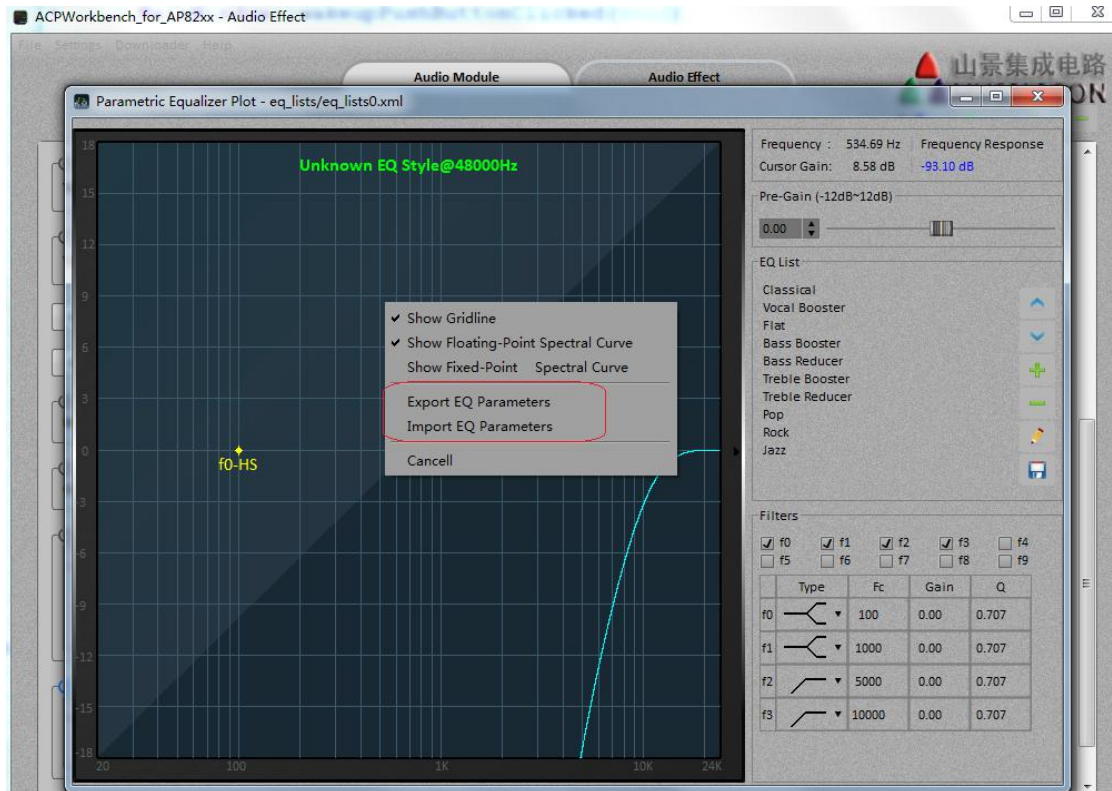 ACPWorkbench_for_AP82xx - Audio Effect
File Settings Downloader Help
Audio Module
Audio Effect
山景集成电路
Parametric Equalizer Plot - eq_lists/eq_lists0.xml
Unknown EQ Style@48000Hz
18
15
12
9
6
3
0
-3
-6
-9
-12
-15
-18
20
100
1K
10K
24K
f0-HS
Show Gridline
Show Floating-Point Spectral Curve
Show Fixed-Point Spectral Curve
Export EQ Parameters
Import EQ Parameters
Cancell
Frequency : 534.69 Hz Frequency Response
Cursor Gain: 8.58 dB -93.10 dB
Pre-Gain (-12dB~12dB)
0.00
EQ List
Classical
Vocal Booster
Flat
Bass Booster
Bass Reducer
Treble Booster
Treble Reducer
Pop
Rock
Jazz
Filters
f0 f1 f2 f3 f4
f5 f6 f7 f8 f9
Type Fc Gain Q
f0 100 0.00 0.707
f1 1000 0.00 0.707
f2 5000 0.00 0.707
f3 10000 0.00 0.707